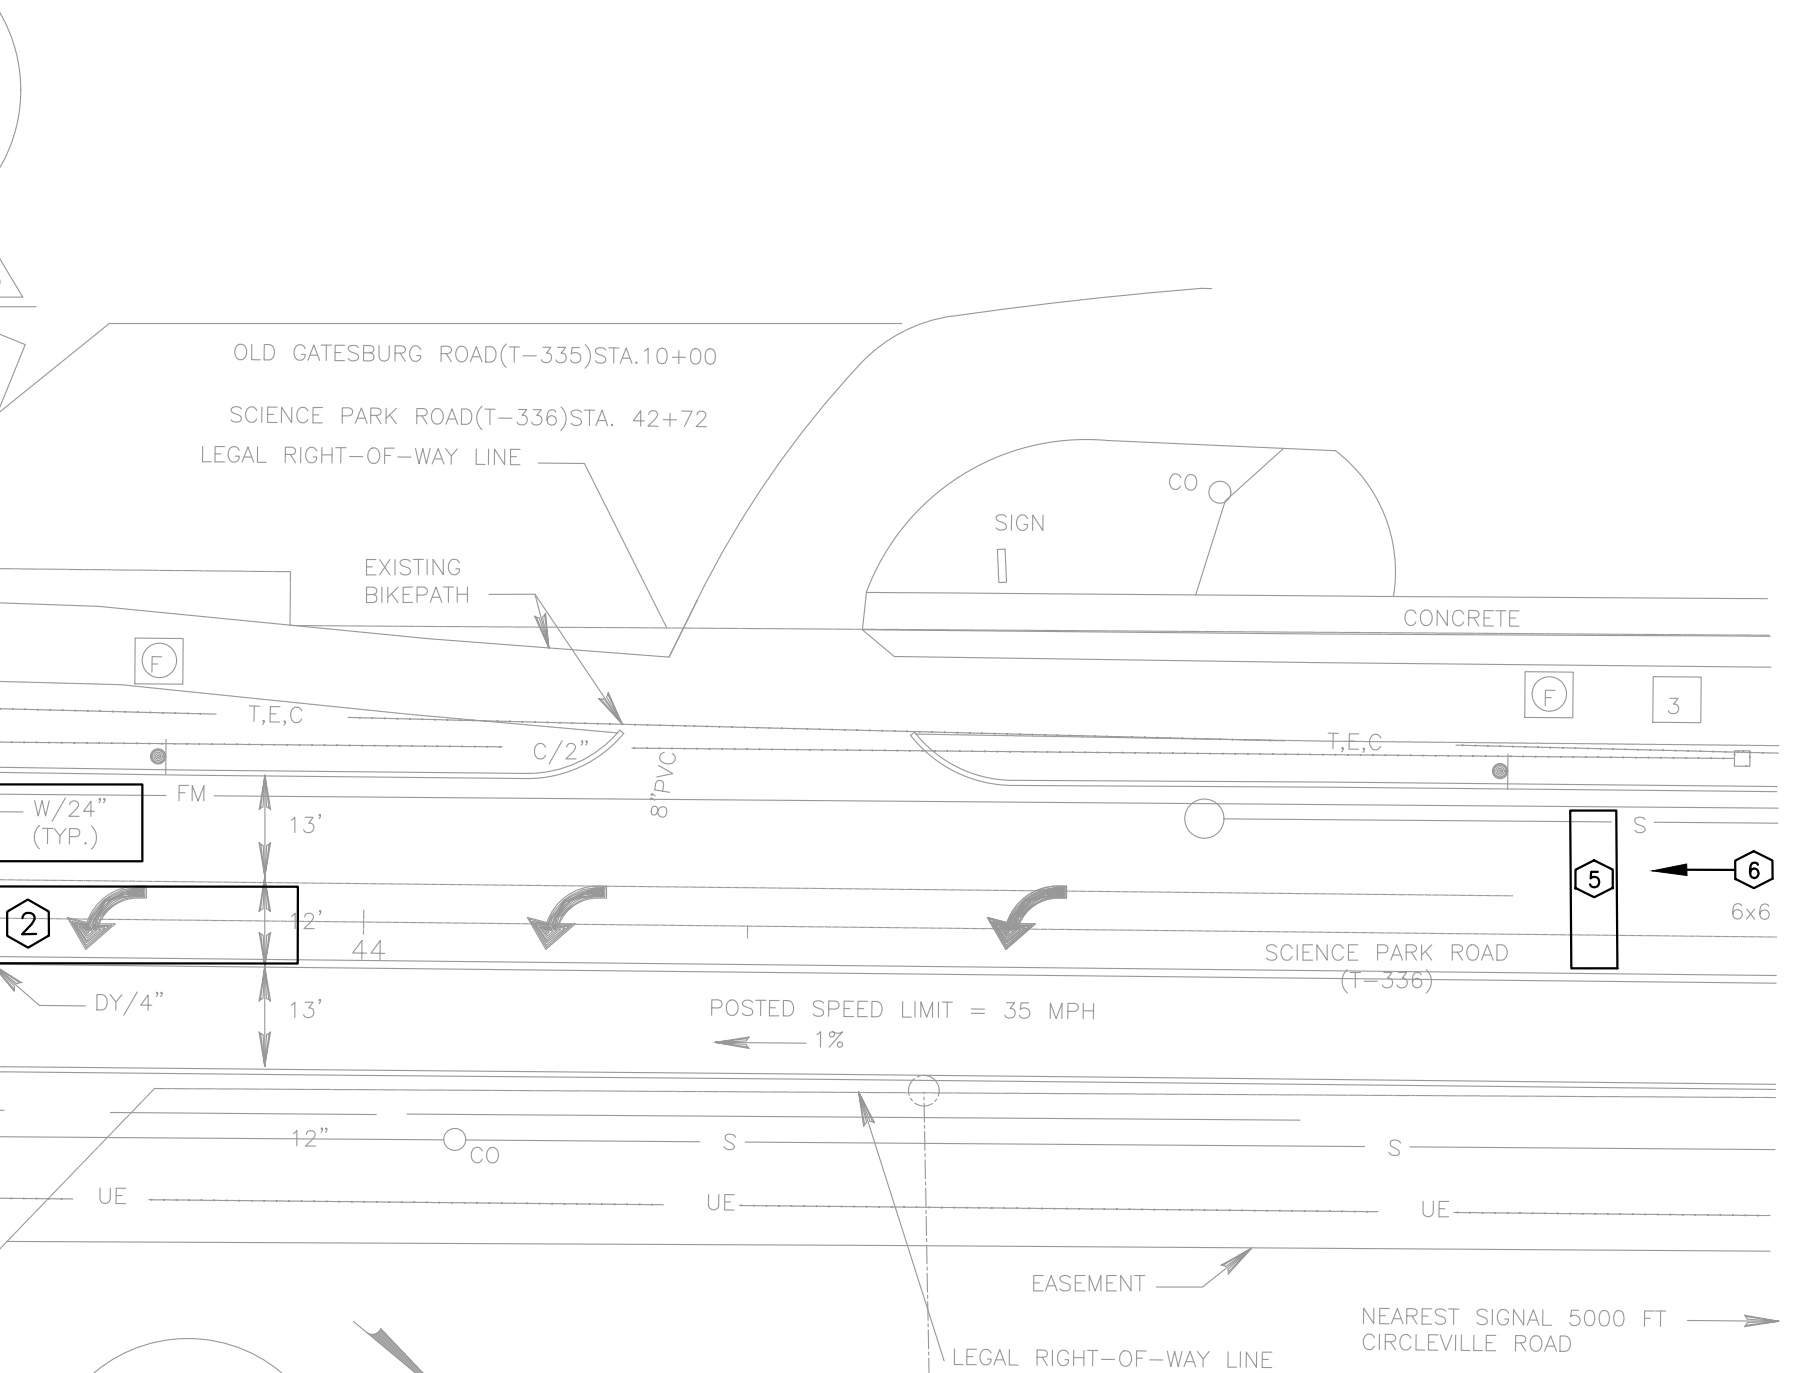 OLD GATESBURG ROAD(T-335)STA.10+00
SCIENCE PARK ROAD(T-336)STA. 42+72
LEGAL RIGHT-OF-WAY LINE
CO
SIGN
EXISTING
BIKEPATH
CONCRETE
F
F
3
T,E,C
C/2"
T,E,C
8"PVC
FM
W/24"
(TYP.)
13'
S
5
6
6x6
2
12'
44
SCIENCE PARK ROAD
(T-336)
DY/4"
13'
POSTED SPEED LIMIT = 35 MPH
1%
12"
CO
S
S
UE
UE
UE
EASEMENT
NEAREST SIGNAL 5000 FT
CIRCLEVILLE ROAD
LEGAL RIGHT-OF-WAY LINE